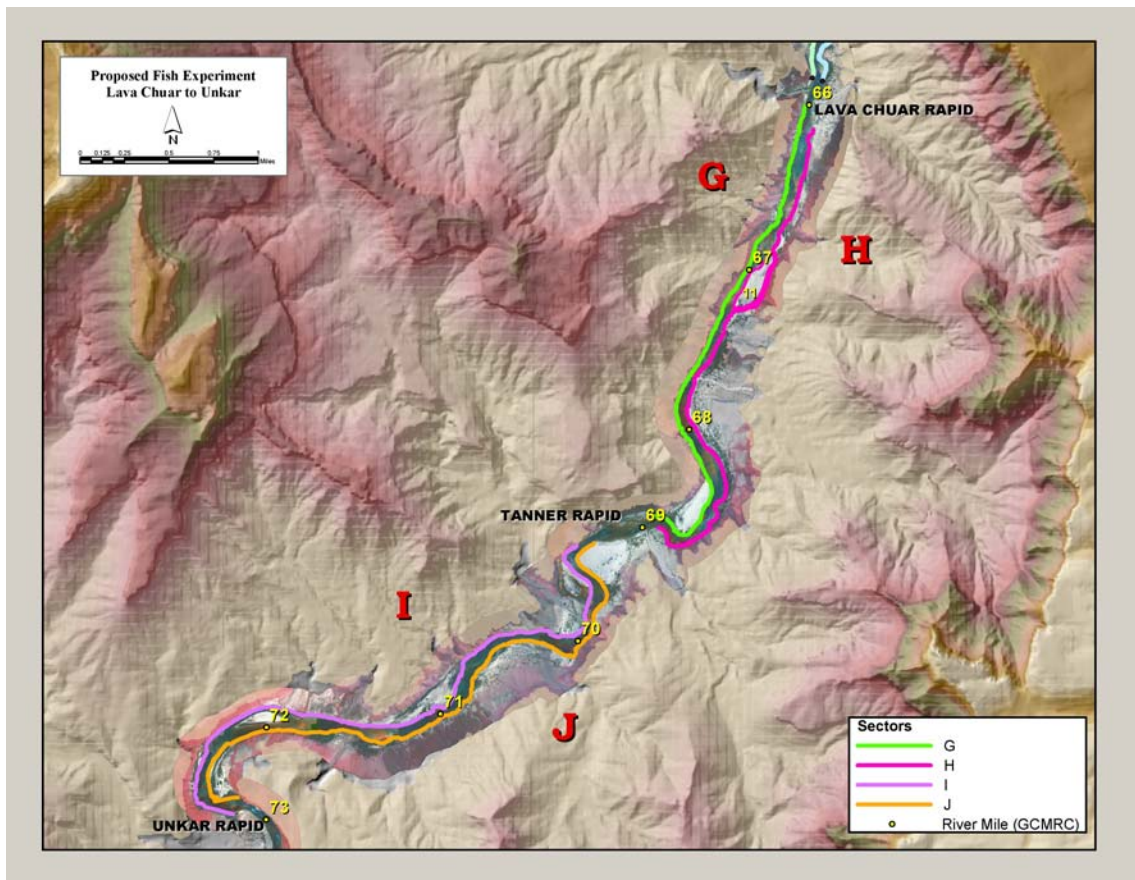 Proposed Fish Experiment
Lava Chuar to Unkar
N
0 0.125 0.25 0.5 0.75 1
Miles
66
LAVA CHUAR RAPID
G
H
67
11
68
TANNER RAPID
69
I
70
71
J
72
73
UNKAR RAPID
Sectors
G
H
I
J
River Mile (GCMRC)